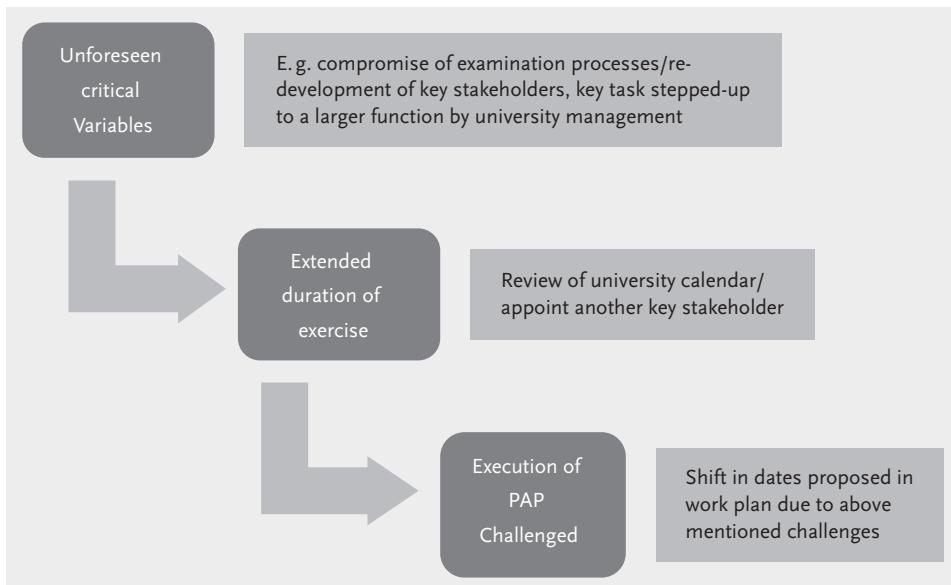 Unforeseen
critical
Variables
E. g. compromise of examination processes/re-
development of key stakeholders, key task stepped-up
to a larger function by university management
Extended
duration of
exercise
Review of university calendar/
appoint another key stakeholder
Execution of
PAP
Challenged
Shift in dates proposed in
work plan due to above
mentioned challenges